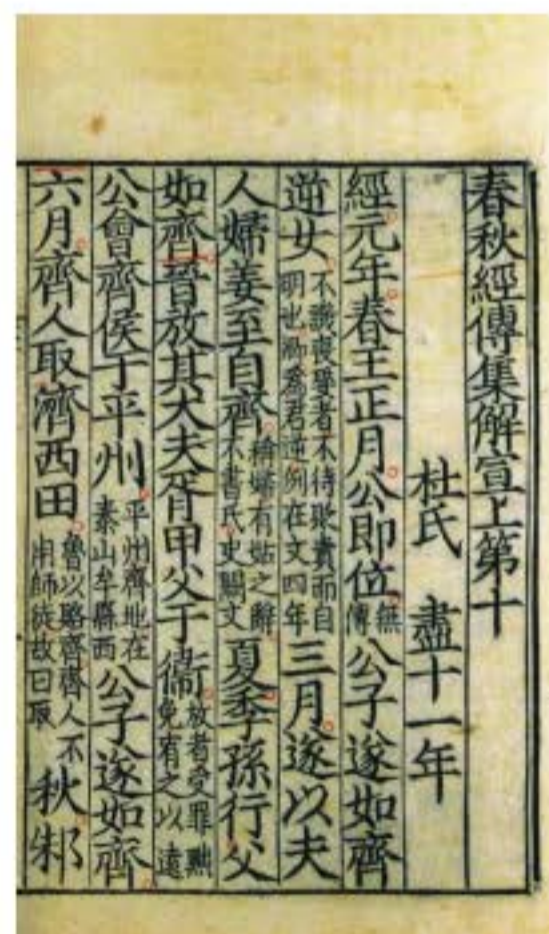 春秋經傳集解宣上第十
杜氏 盡十一年
經元年春王正月公即位無傳公子遂如齊
逆女不譏喪娶者不待貶責而自明也卿爲君逆例在文四年三月遂以夫
人婦姜至自齊稱婦有姑之辭不書氏史闕文夏季孫行父
如齊晉放其大夫胥甲父于衞放者受罪黜免宥之以遠
公會齊侯于平州平州齊地在泰山牟縣西公子遂如齊
六月齊人取濟西田魯以賂齊齊人不用師徒故曰取秋邾